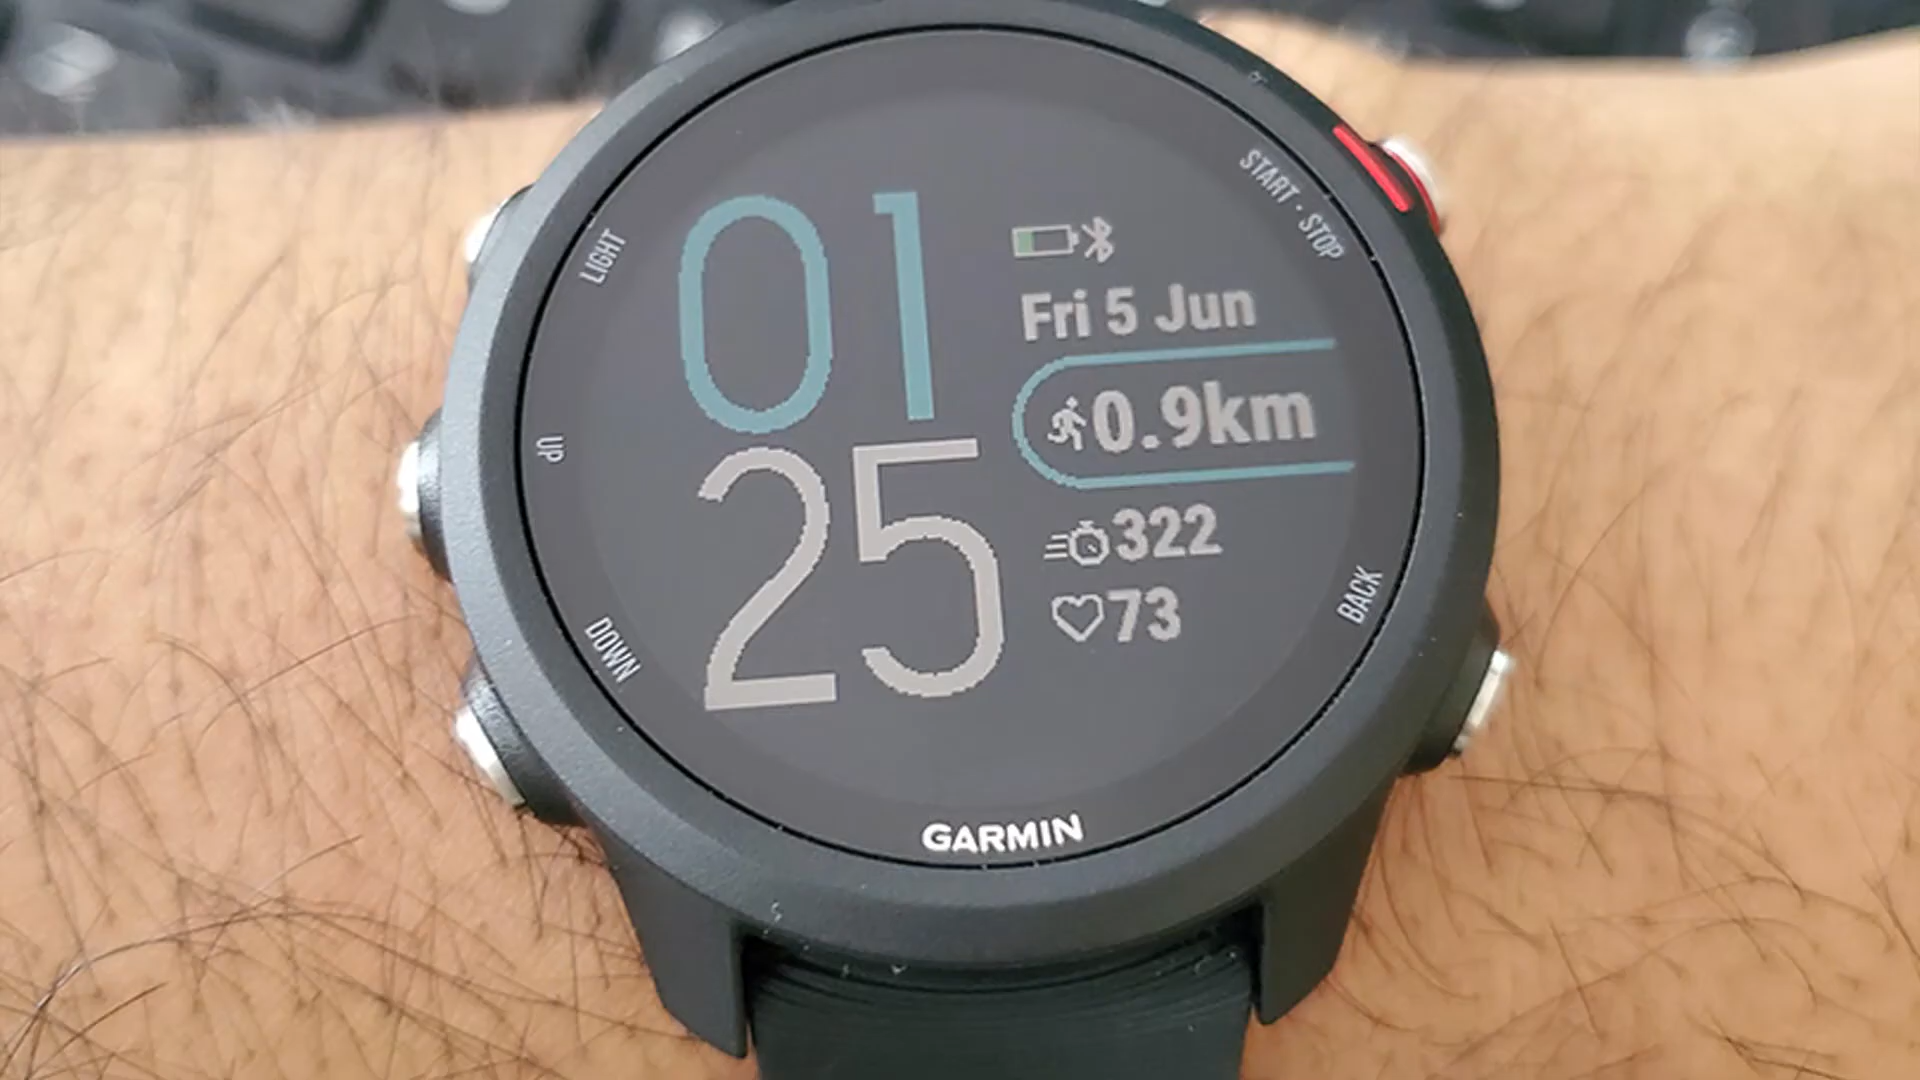 01
25
Fri 5 Jun
0.9km
322
73
LIGHT
UP
DOWN
START · STOP
BACK
GARMIN